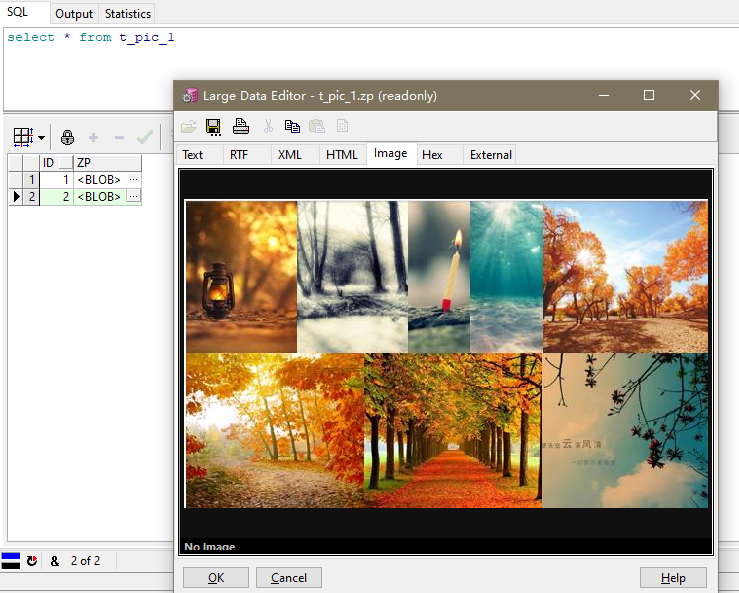 SQL Output Statistics
select * from t_pic_1
Large Data Editor - t_pic_1.zp (readonly)
Text RTF XML HTML Image Hex External
ID ZP
1 1 <BLOB> ...
2 2 <BLOB> ...
云 风清
No Image
& 2 of 2
OK Cancel Help